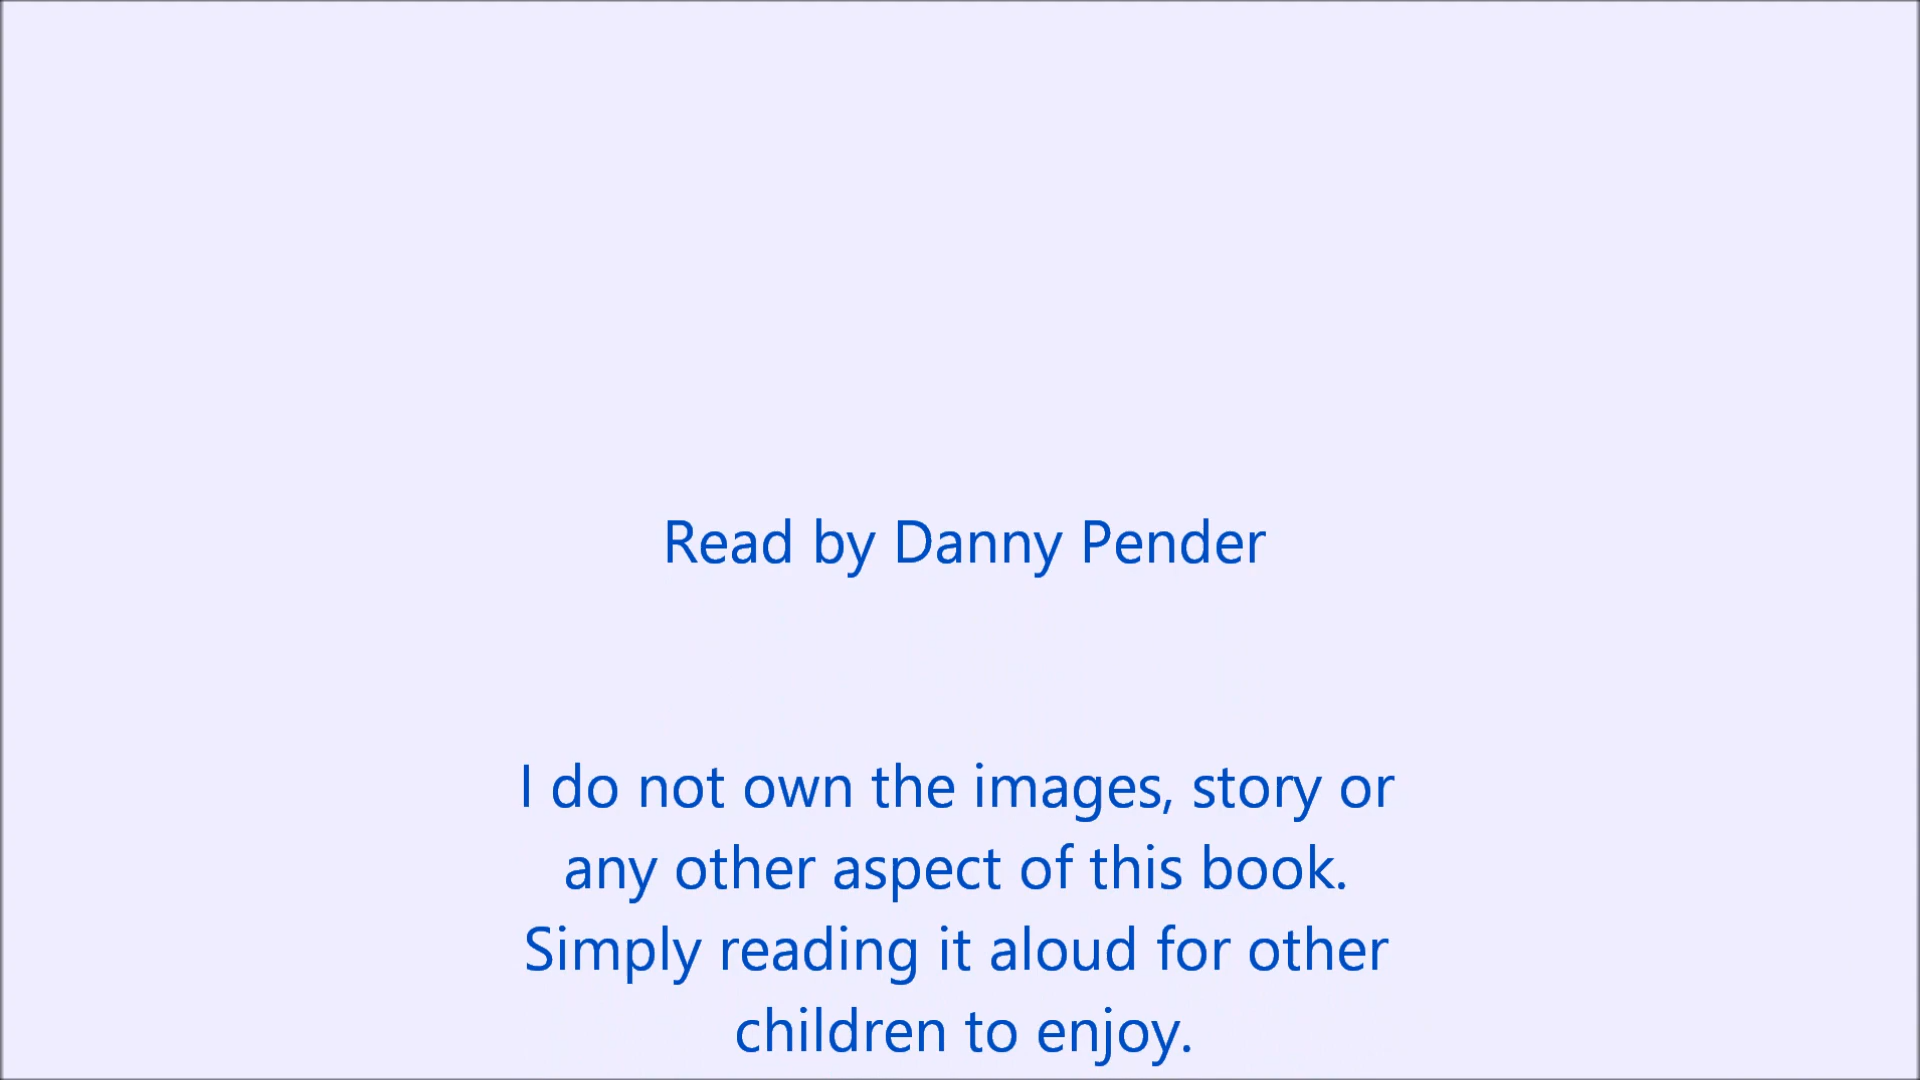 Read by Danny Pender
I do not own the images, story or
any other aspect of this book.
Simply reading it aloud for other
children to enjoy.